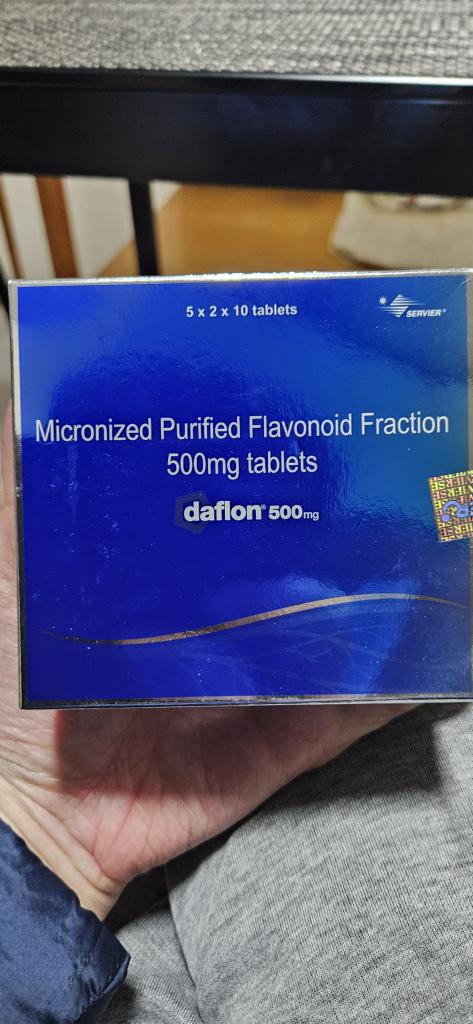 5 x 2 x 10 tablets
SERVIER®
Micronized Purified Flavonoid Fraction
500mg tablets
daflon® 500mg